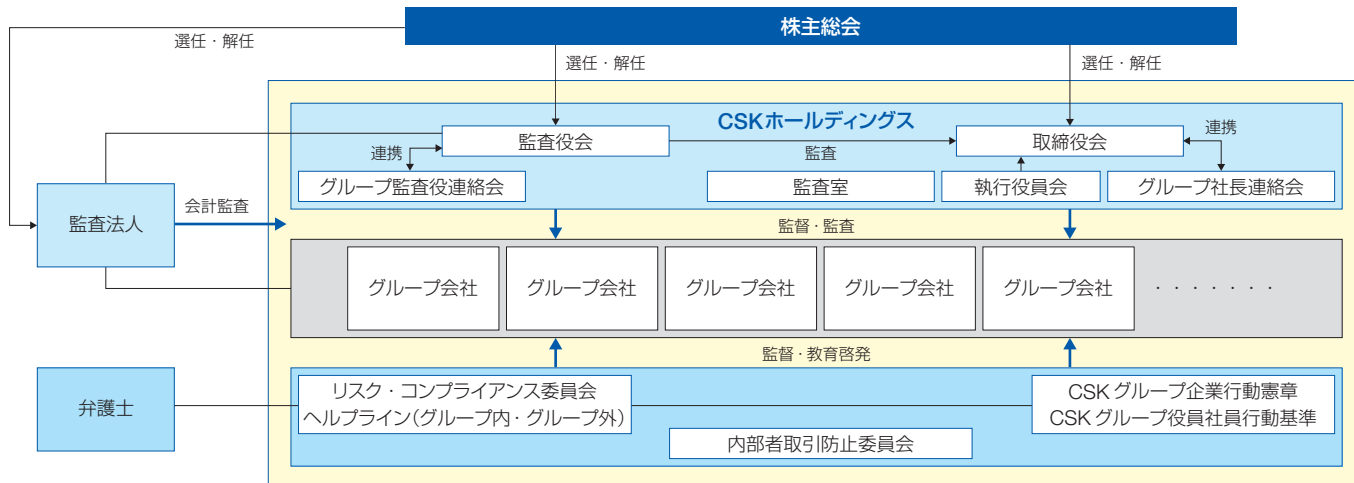 株主総会
選任・解任
選任・解任
選任・解任
CSKホールディングス
監査役会
取締役会
連携
監査
連携
グループ監査役連絡会
監査室
執行役員会
グループ社長連絡会
監査法人
会計監査
監督・監査
グループ会社
グループ会社
グループ会社
グループ会社
グループ会社
・・・・・・・
監督・教育啓発
弁護士
リスク・コンプライアンス委員会
ヘルプライン(グループ内・グループ外)
CSKグループ企業行動憲章
CSKグループ役員社員行動基準
内部者取引防止委員会